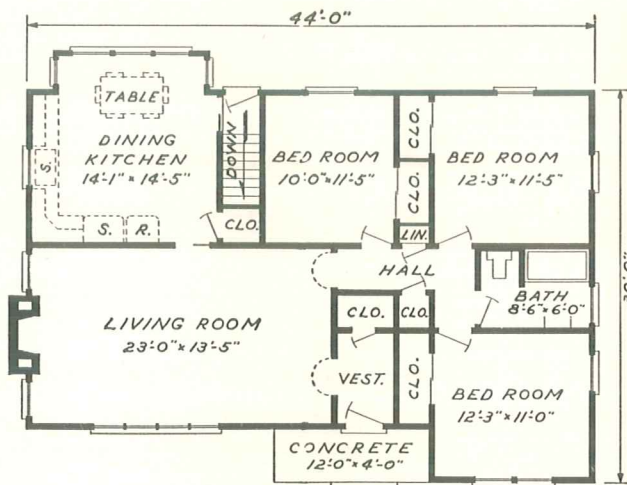 44'-0"
TABLE
DINING
KITCHEN
14'-1" x 14'-5"
S.
S.
R.
DOWN
CLO.
BED ROOM
10'-0" x 11'-5"
CLO.
CLO.
LIN.
BED ROOM
12'-3" x 11'-5"
HALL
BATH
8'-6" x 6'-0"
LIVING ROOM
23'-0" x 13'-5"
CLO.
CLO.
VEST.
CLO.
BED ROOM
12'-3" x 11'-0"
CONCRETE
12'-0" x 4'-0"